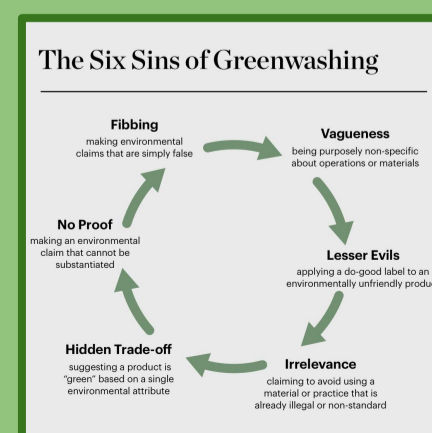 The Six Sins of Greenwashing
Fibbing
making environmental
claims that are simply false
Vagueness
being purposely non-specific
about operations or materials
Lesser Evils
applying a do-good label to an
environmentally unfriendly produ
Irrelevance
claiming to avoid using a
material or practice that is
already illegal or non-standard
Hidden Trade-off
suggesting a product is
"green" based on a single
environmental attribute
No Proof
making an environmental
claim that cannot be
substantiated